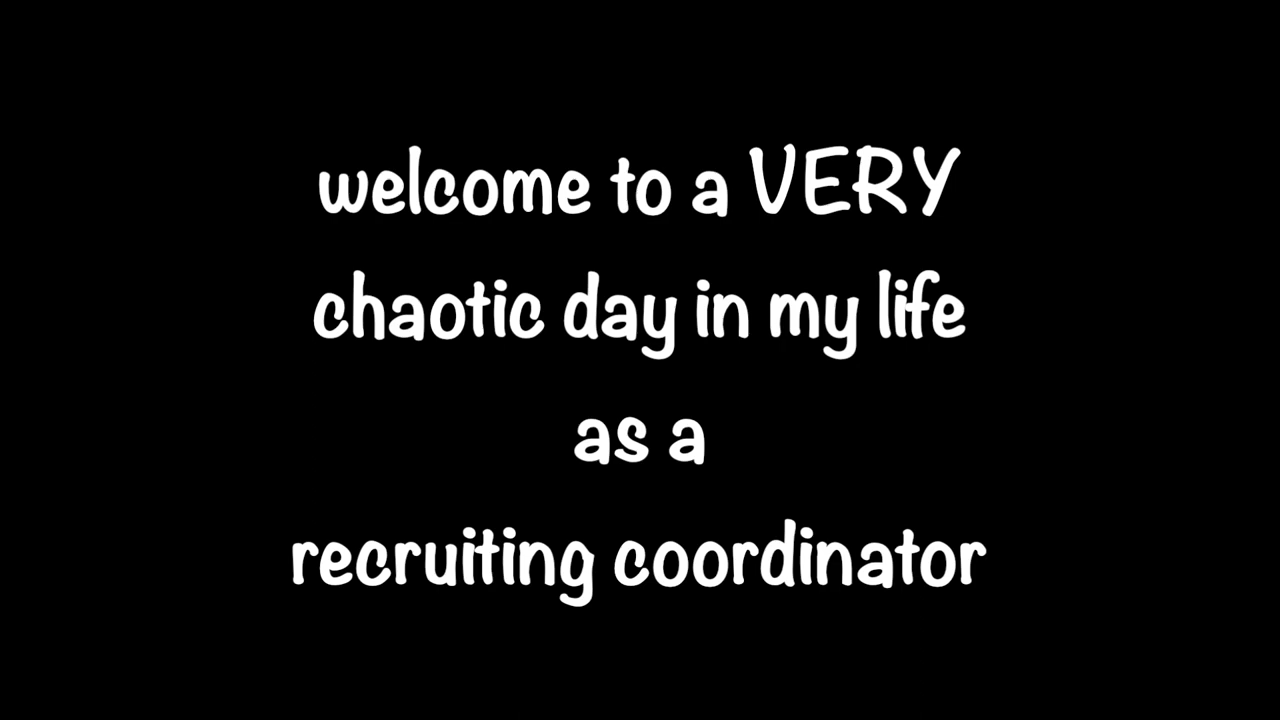 welcome to a VERY
chaotic day in my life
as a
recruiting coordinator